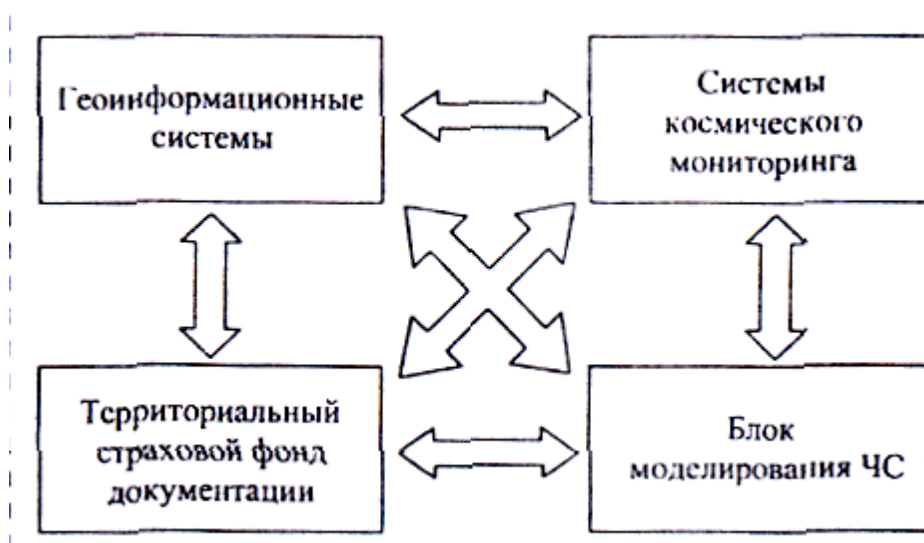 Геоинформационные
системы
Системы
космического
мониторинга
Территориальный
страховой фонд
документации
Блок
моделирования ЧС